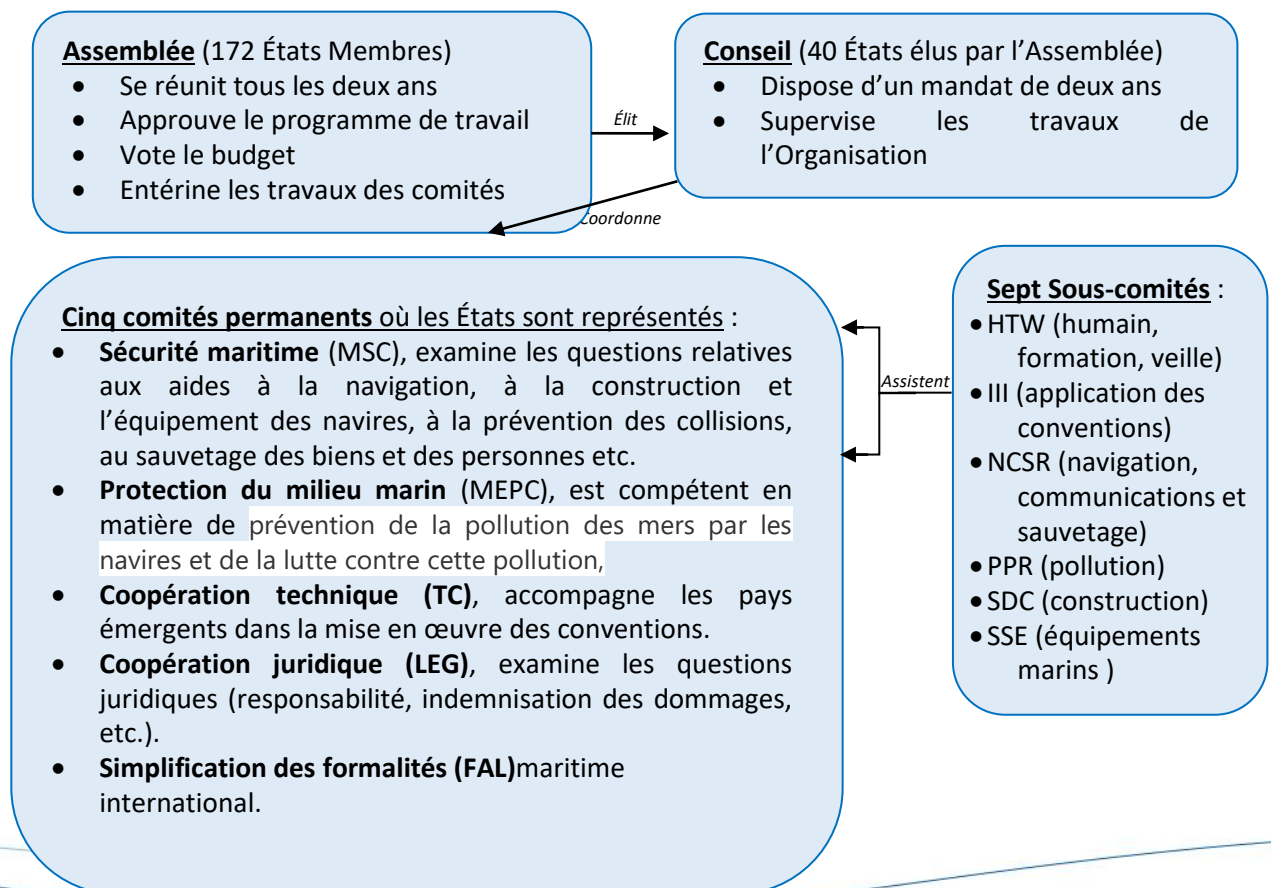 Assemblée (172 États Membres)
• Se réunit tous les deux ans
• Approuve le programme de travail
• Vote le budget
• Entérine les travaux des comités
Élit
Conseil (40 États élus par l’Assemblée)
• Dispose d’un mandat de deux ans
• Supervise les travaux de
l’Organisation
Coordonne
Cinq comités permanents où les États sont représentés :
• Sécurité maritime (MSC), examine les questions relatives
aux aides à la navigation, à la construction et
l’équipement des navires, à la prévention des collisions,
au sauvetage des biens et des personnes etc.
• Protection du milieu marin (MEPC), est compétent en
matière de prévention de la pollution des mers par les
navires et de la lutte contre cette pollution,
• Coopération technique (TC), accompagne les pays
émergents dans la mise en œuvre des conventions.
• Coopération juridique (LEG), examine les questions
juridiques (responsabilité, indemnisation des dommages,
etc.).
• Simplification des formalités (FAL)maritime
international.
Assistent
Sept Sous-comités :
• HTW (humain,
formation, veille)
• III (application des
conventions)
• NCSR (navigation,
communications et
sauvetage)
• PPR (pollution)
• SDC (construction)
• SSE (équipements
marins )